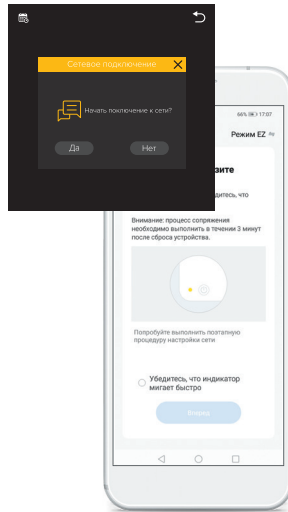 Сетевое подключение
Начать поключение к сети?
Да
Нет
66%
17:07
Режим EZ
зите
дитесь, что
Внимание: процесс сопряжения
необходимо выполнить в течении 3 минут
после сброса устройства.
Попробуйте выполнить поэтапную
процедуру настройки сети
Убедитесь, что индикатор
мигает быстро